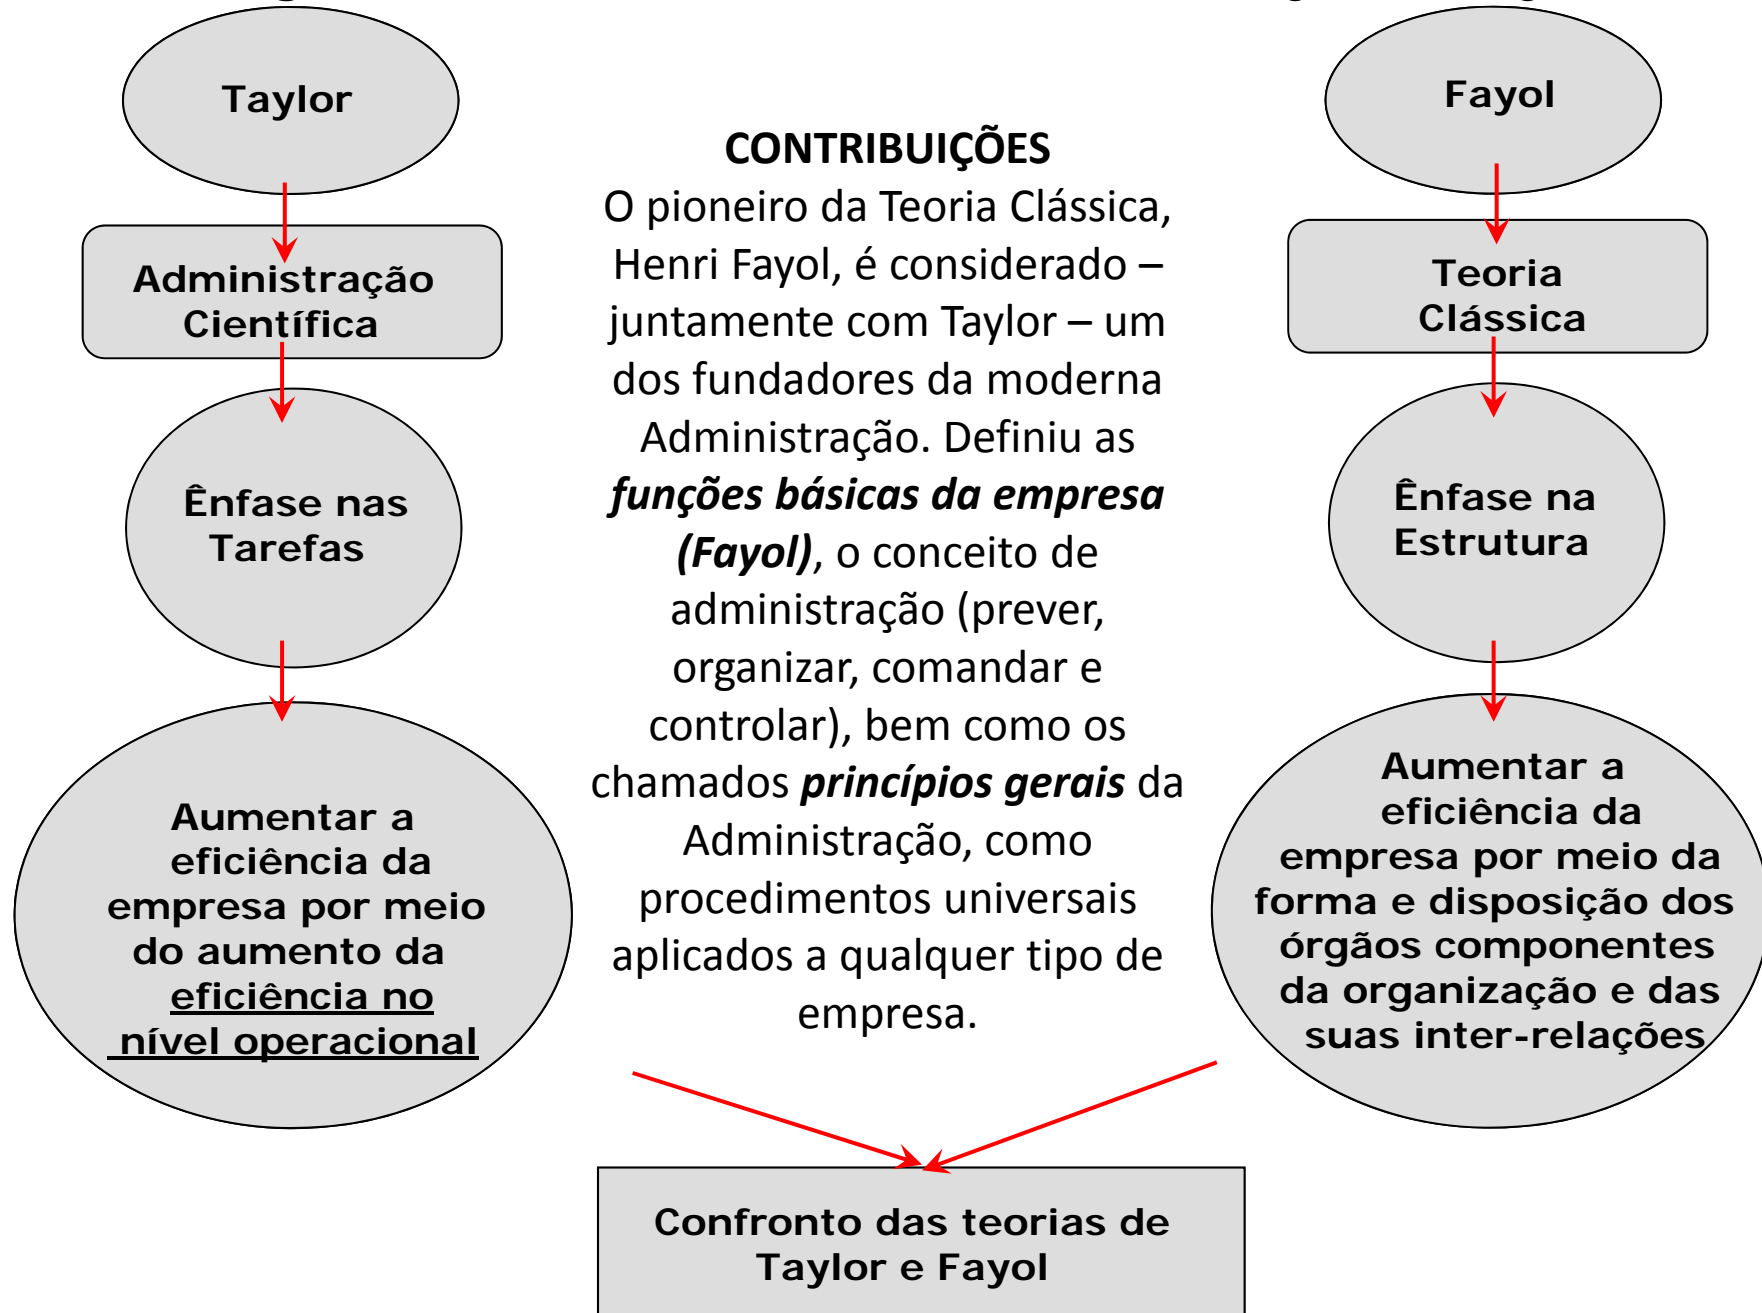 Taylor
Administração
Científica
Ênfase nas
Tarefas
Aumentar a
eficiência da
empresa por meio
do aumento da
eficiência no
nível operacional
CONTRIBUIÇÕES
O pioneiro da Teoria Clássica,
Henri Fayol, é considerado –
juntamente com Taylor – um
dos fundadores da moderna
Administração. Definiu as
funções básicas da empresa
(Fayol), o conceito de
administração (prever,
organizar, comandar e
controlar), bem como os
chamados princípios gerais da
Administração, como
procedimentos universais
aplicados a qualquer tipo de
empresa.
Fayol
Teoria
Clássica
Ênfase na
Estrutura
Aumentar a
eficiência da
empresa por meio da
forma e disposição dos
órgãos componentes
da organização e das
suas inter-relações
Confronto das teorias de
Taylor e Fayol